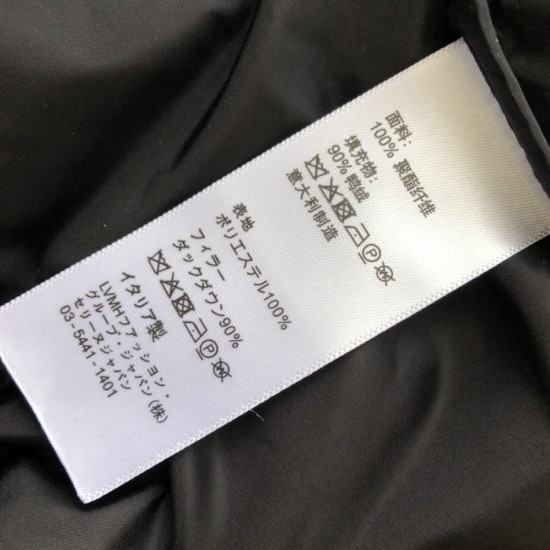 面料:
100% 聚酯纤维
填充物:
90% 鸭绒
意大利制造
表地
ポリエステル100%
フィラー
ダックダウン90%
イタリア製
LVMHファッション・
グループ・ジャパン(株)
セリーヌジャパン
03-5441-1401